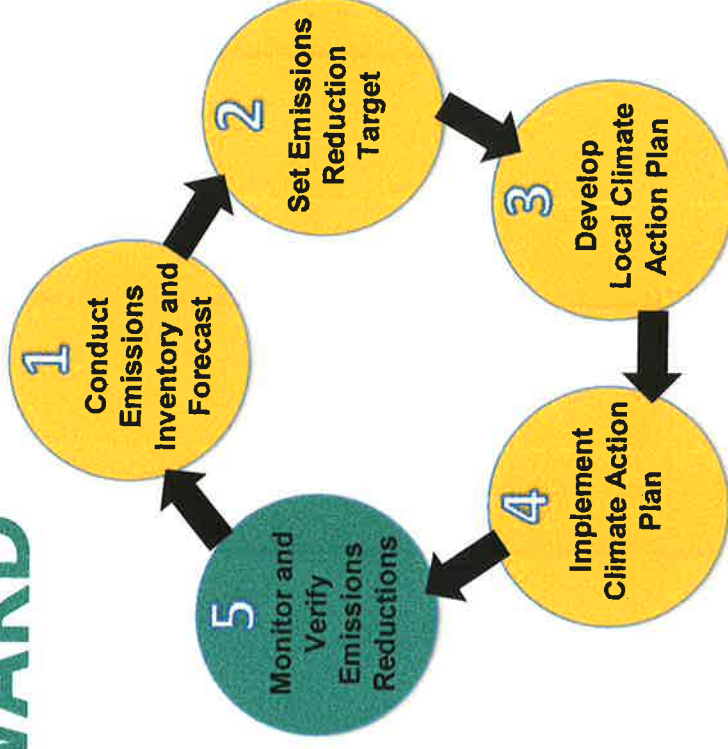 1
Conduct
Emissions
Inventory and
Forecast
2
Set Emissions
Reduction
Target
3
Develop
Local Climate
Action Plan
4
Implement
Climate Action
Plan
5
Monitor and
Verify
Emissions
Reductions